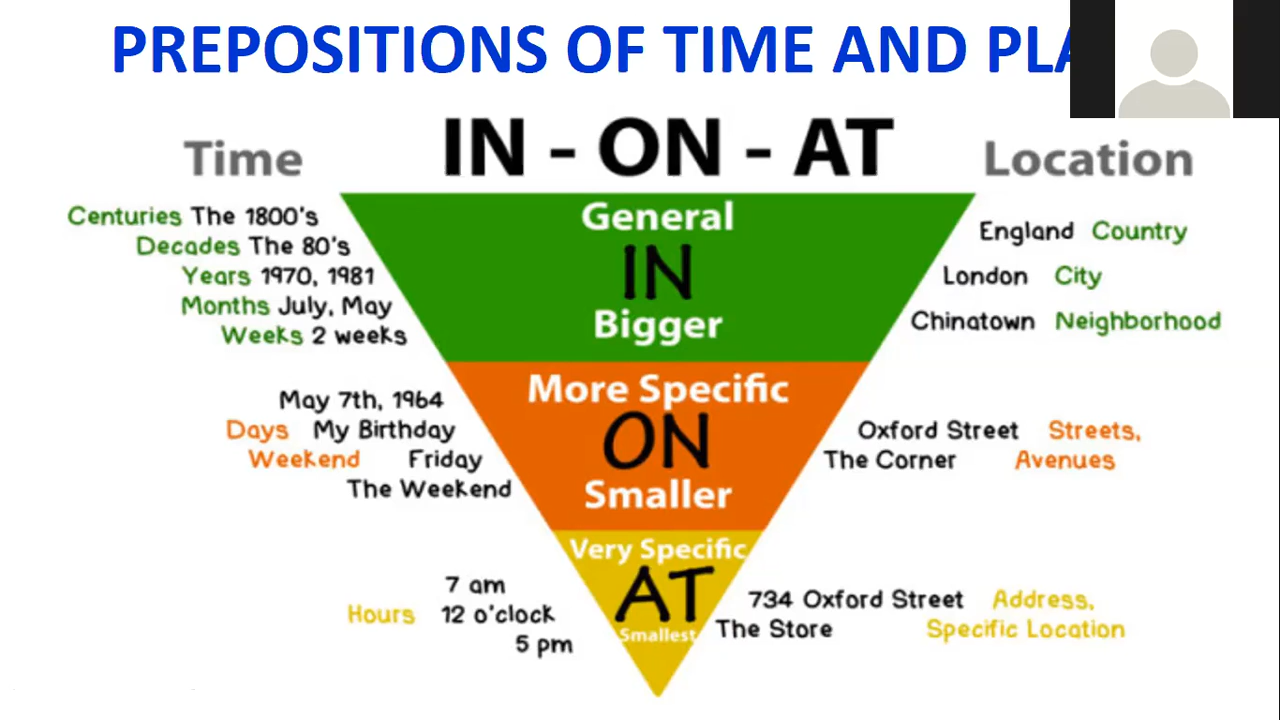 PREPOSITIONS OF TIME AND
IN - ON - AT
Time
Centuries The 1800's
Decades The 80's
Years 1970, 1981
Months July, May
Weeks 2 weeks
May 7th, 1964
Days My Birthday
Weekend Friday
The Weekend
7 am
Hours 12 o'clock
5 pm
General
IN
Bigger
More Specific
ON
Smaller
Very Specific
AT
Smallest
Location
England Country
London City
Chinatown Neighborhood
Oxford Street Streets,
The Corner Avenues
734 Oxford Street Address,
The Store Specific Location